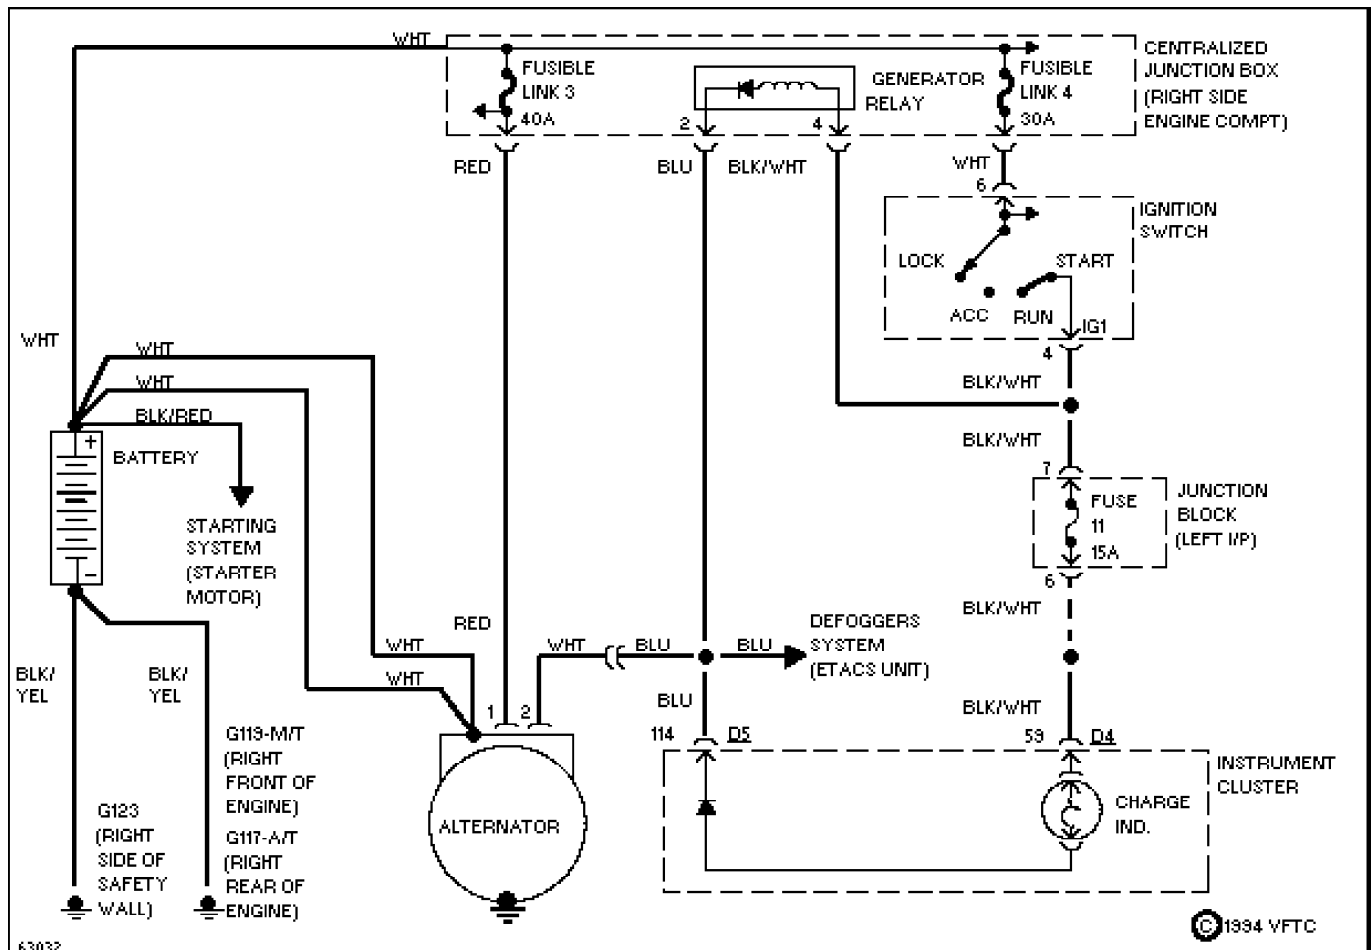 WHT
CENTRALIZED
JUNCTION BOX
(RIGHT SIDE
ENGINE COMPT)
FUSIBLE
LINK 3
40A
GENERATOR
RELAY
FUSIBLE
LINK 4
30A
2
4
RED
BLU
BLK/WHT
WHT
6
IGNITION
SWITCH
LOCK
START
ACC
RUN
IG1
4
WHT
WHT
WHT
BLK/RED
BLK/WHT
BLK/WHT
+
BATTERY
-
7
FUSE
11
15A
JUNCTION
BLOCK
(LEFT I/P)
6
STARTING
SYSTEM
(STARTER
MOTOR)
BLK/WHT
RED
WHT
WHT
WHT
BLU
BLU
DEFOGGERS
SYSTEM
(ETACS UNIT)
BLK/
YEL
BLK/
YEL
BLU
BLK/WHT
1
2
114
D5
59
D4
G119-M/T
(RIGHT
FRONT OF
ENGINE)
G117-A/T
(RIGHT
REAR OF
ENGINE)
G123
(RIGHT
SIDE OF
SAFETY
WALL)
ALTERNATOR
INSTRUMENT
CLUSTER
CHARGE
IND.
© 1994 VFTC
63032